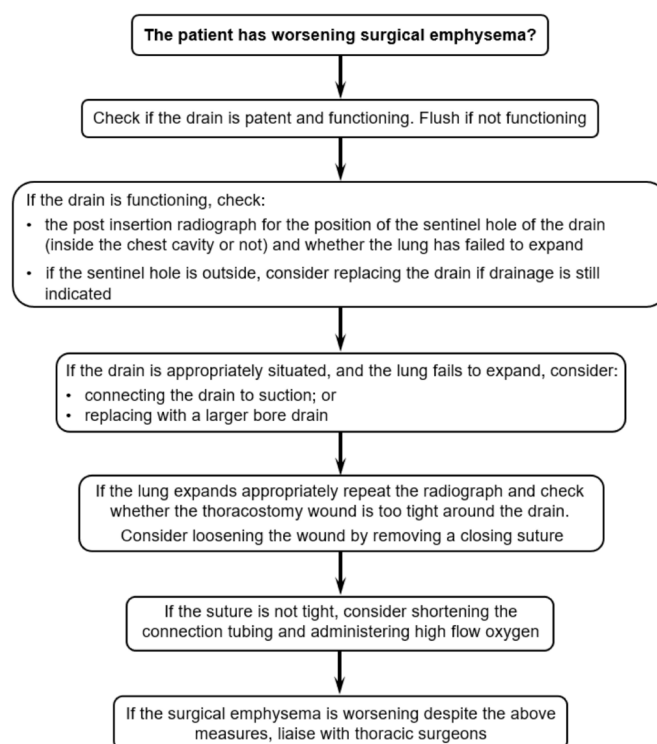 The patient has worsening surgical emphysema?
Check if the drain is patent and functioning. Flush if not functioning
If the drain is functioning, check:
• the post insertion radiograph for the position of the sentinel hole of the drain
(inside the chest cavity or not) and whether the lung has failed to expand
• if the sentinel hole is outside, consider replacing the drain if drainage is still
indicated
If the drain is appropriately situated, and the lung fails to expand, consider:
• connecting the drain to suction; or
• replacing with a larger bore drain
If the lung expands appropriately repeat the radiograph and check
whether the thoracostomy wound is too tight around the drain.
Consider loosening the wound by removing a closing suture
If the suture is not tight, consider shortening the
connection tubing and administering high flow oxygen
If the surgical emphysema is worsening despite the above
measures, liaise with thoracic surgeons